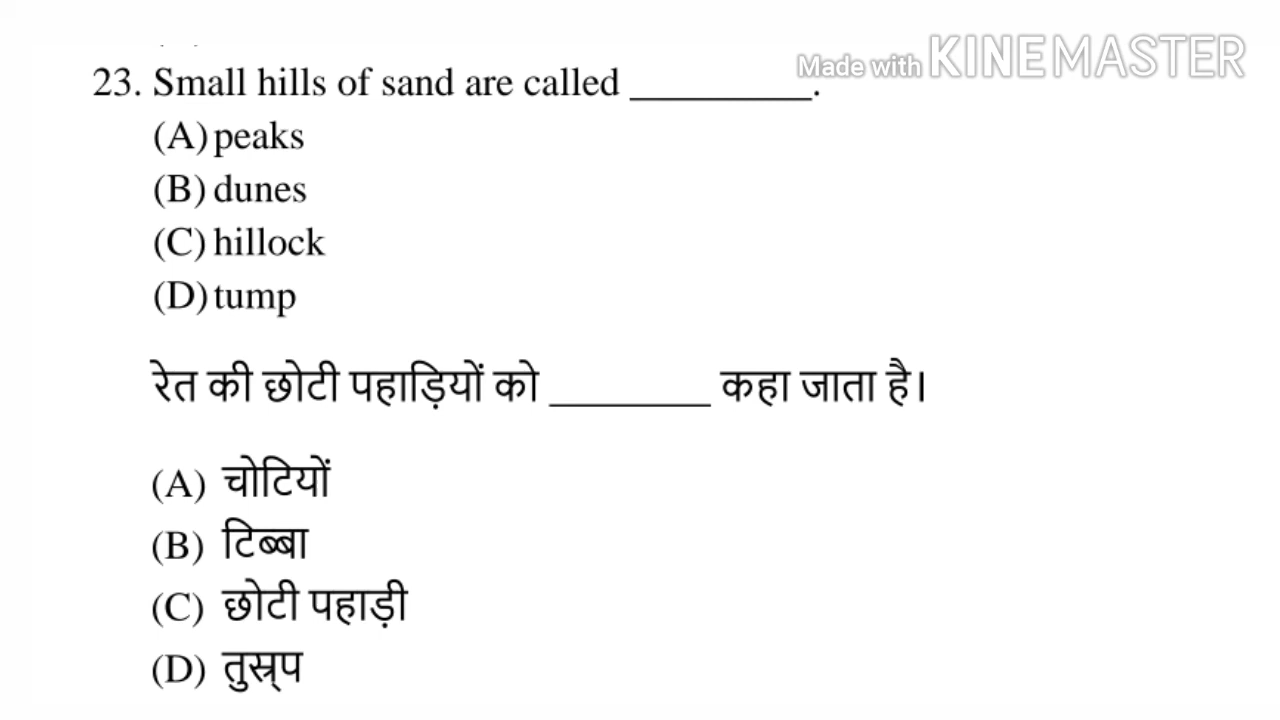 Made with KINEMASTER
23. Small hills of sand are called _________.
(A) peaks
(B) dunes
(C) hillock
(D) tump
रेत की छोटी पहाड़ियों को ________ कहा जाता है।
(A) चोटियों
(B) टिब्बा
(C) छोटी पहाड़ी
(D) तुस्र्प